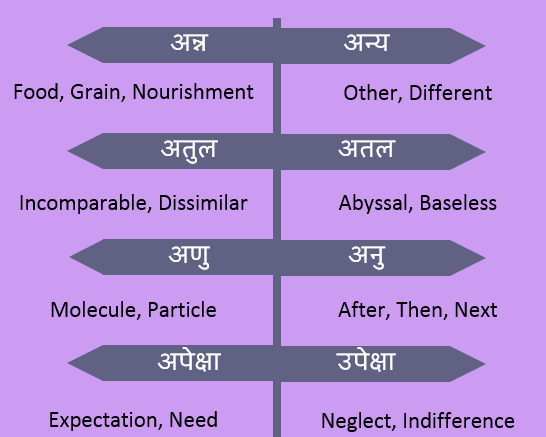 अन्न अन्य
Food, Grain, Nourishment Other, Different
अतुल अतल
Incomparable, Dissimilar Abyssal, Baseless
अणु अनु
Molecule, Particle After, Then, Next
अपेक्षा उपेक्षा
Expectation, Need Neglect, Indifference